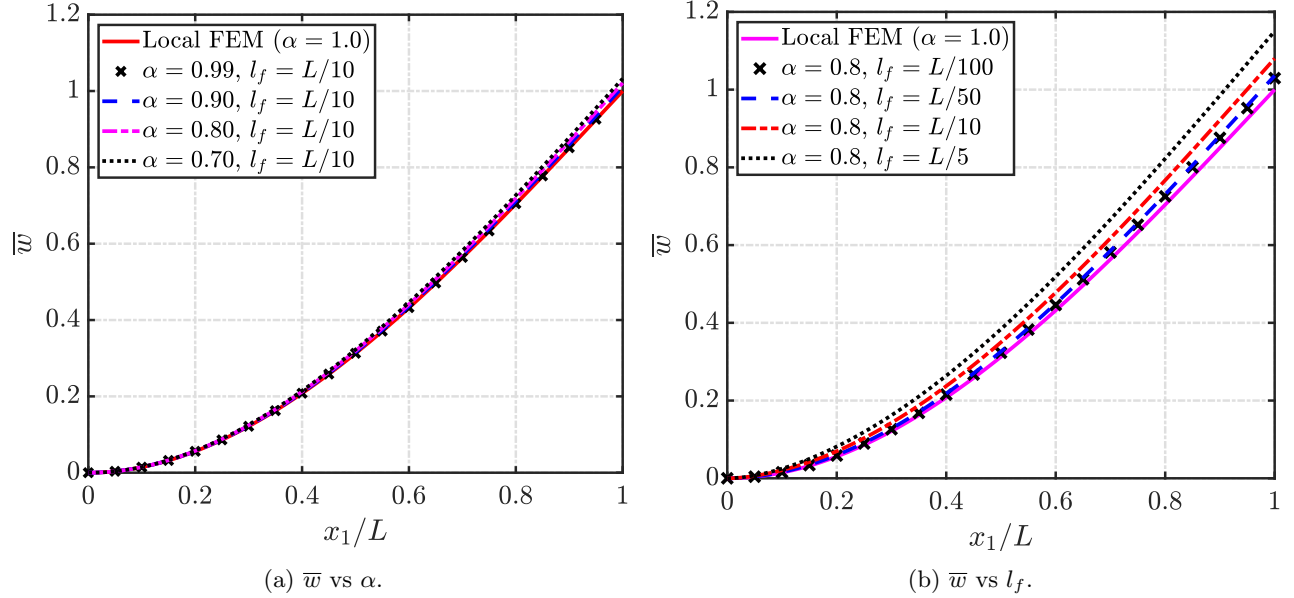 1.2
1
0.8
0.6
0.4
0.2
0
w̅
Local FEM (α = 1.0)
α = 0.99, l_f = L/10
α = 0.90, l_f = L/10
α = 0.80, l_f = L/10
α = 0.70, l_f = L/10
0 0.2 0.4 0.6 0.8 1
x₁/L
(a) w̅ vs α.
1.2
1
0.8
0.6
0.4
0.2
0
w̅
Local FEM (α = 1.0)
α = 0.8, l_f = L/100
α = 0.8, l_f = L/50
α = 0.8, l_f = L/10
α = 0.8, l_f = L/5
0 0.2 0.4 0.6 0.8 1
x₁/L
(b) w̅ vs l_f.